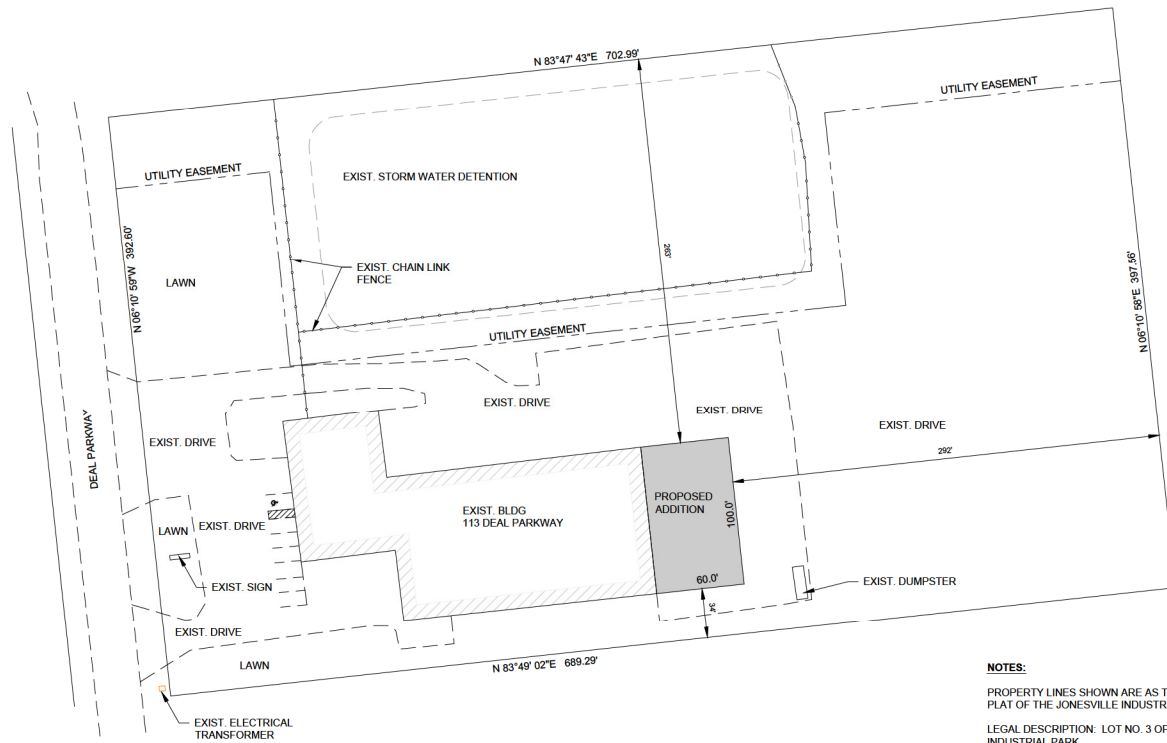 N 83°47' 43"E 702.99'
UTILITY EASEMENT
UTILITY EASEMENT
EXIST. STORM WATER DETENTION
N 06°10' 59"W 392.60'
LAWN
EXIST. CHAIN LINK
FENCE
263'
N 06°10' 58"E 397.56'
UTILITY EASEMENT
EXIST. DRIVE
EXIST. DRIVE
EXIST. DRIVE
EXIST. DRIVE
DEAL PARKWAY
292'
PROPOSED
ADDITION
100.0'
EXIST. BLDG
113 DEAL PARKWAY
LAWN
EXIST. DRIVE
EXIST. SIGN
60.0'
34'
EXIST. DUMPSTER
EXIST. DRIVE
LAWN
N 83°49' 02"E 689.29'
EXIST. ELECTRICAL
TRANSFORMER
NOTES:
PROPERTY LINES SHOWN ARE AS T
PLAT OF THE JONESVILLE INDUSTR
LEGAL DESCRIPTION: LOT NO. 3 OF
INDUSTRIAL PARK